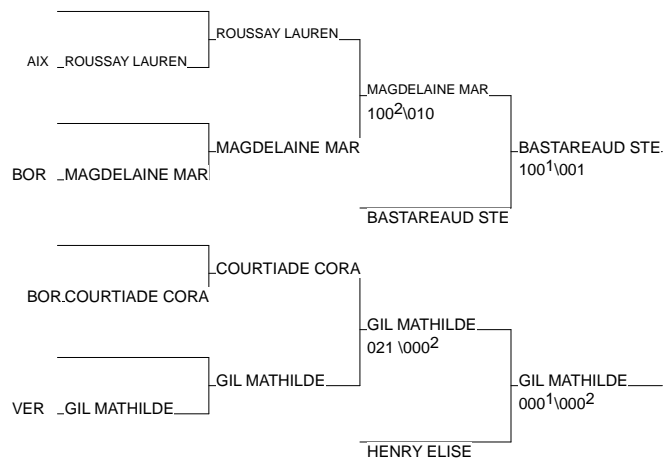 ROUSSAY LAUREN
AIX ROUSSAY LAUREN
MAGDELAINE MAR
100²\010
MAGDELAINE MAR
BASTAREAUD STE
100¹\001
BOR MAGDELAINE MAR
BASTAREAUD STE
COURTIADE CORA
BOR COURTIADE CORA
GIL MATHILDE
021 \000²
GIL MATHILDE
GIL MATHILDE
000¹\000²
VER GIL MATHILDE
HENRY ELISE